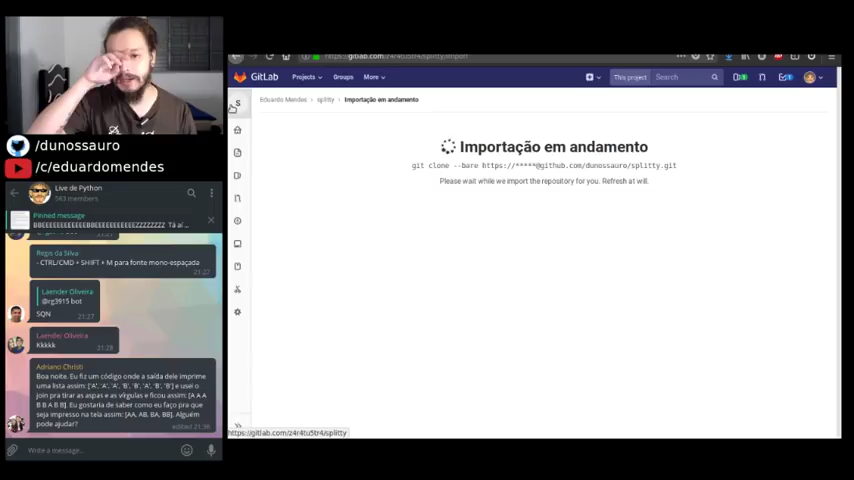 /dunossauro
/c/eduardomendes
Live de Python
593 members
Pinned message
Regis da Silva
- CTRL/CMD + SHIFT + M para fonte mono-espaçada
21:27
Laender Oliveira
@rg3915 bot
SQN
21:27
Laender Oliveira
Kkkkk
21:28
Adriano Christi
Boa noite. Eu fiz um código onde a saída dele imprime
uma lista assim: ['A', 'A', 'A', 'B', 'B', 'A', 'B', 'B'] e usei o
join pra tirar as aspas e as vírgulas e ficou assim: [A A A
B B A B B]. Eu gostaria de saber como eu faço pra que
seja impresso na tela assim: [AA, AB, BA, BB]. Alguém
pode ajudar?
edited 21:36
Write a message...
GitLab
Projects
Groups
More
This project
Search
S
Eduardo Mendes > splitty > Importação em andamento
Importação em andamento
git clone --bare https://*****@github.com/dunossauro/splitty.git
Please wait while we import the repository for you. Refresh at will.
https://gitlab.com/z4r4tu5tr4/splitty